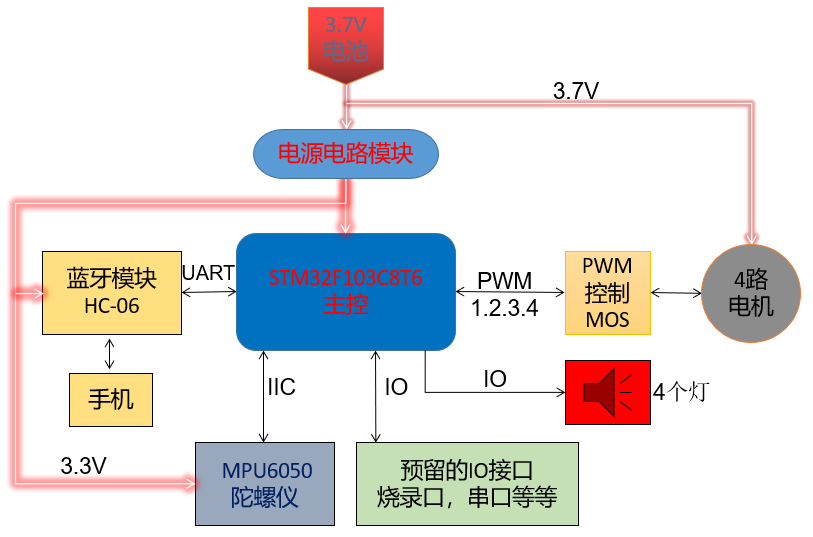 3.7V
电池
3.7V
电源电路模块
蓝牙模块
HC-06
UART
STM32F103C8T6
主控
PWM
1.2.3.4
PWM
控制
MOS
4路
电机
手机
IIC
IO
IO
4个灯
3.3V
MPU6050
陀螺仪
预留的IO接口
烧录口，串口等等